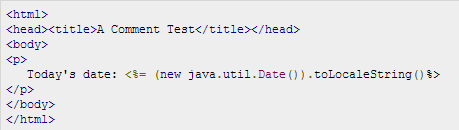 <html>
<head><title>A Comment Test</title></head>
<body>
<p>
   Today's date: <%= (new java.util.Date()).toLocaleString()%>
</p>
</body>
</html>